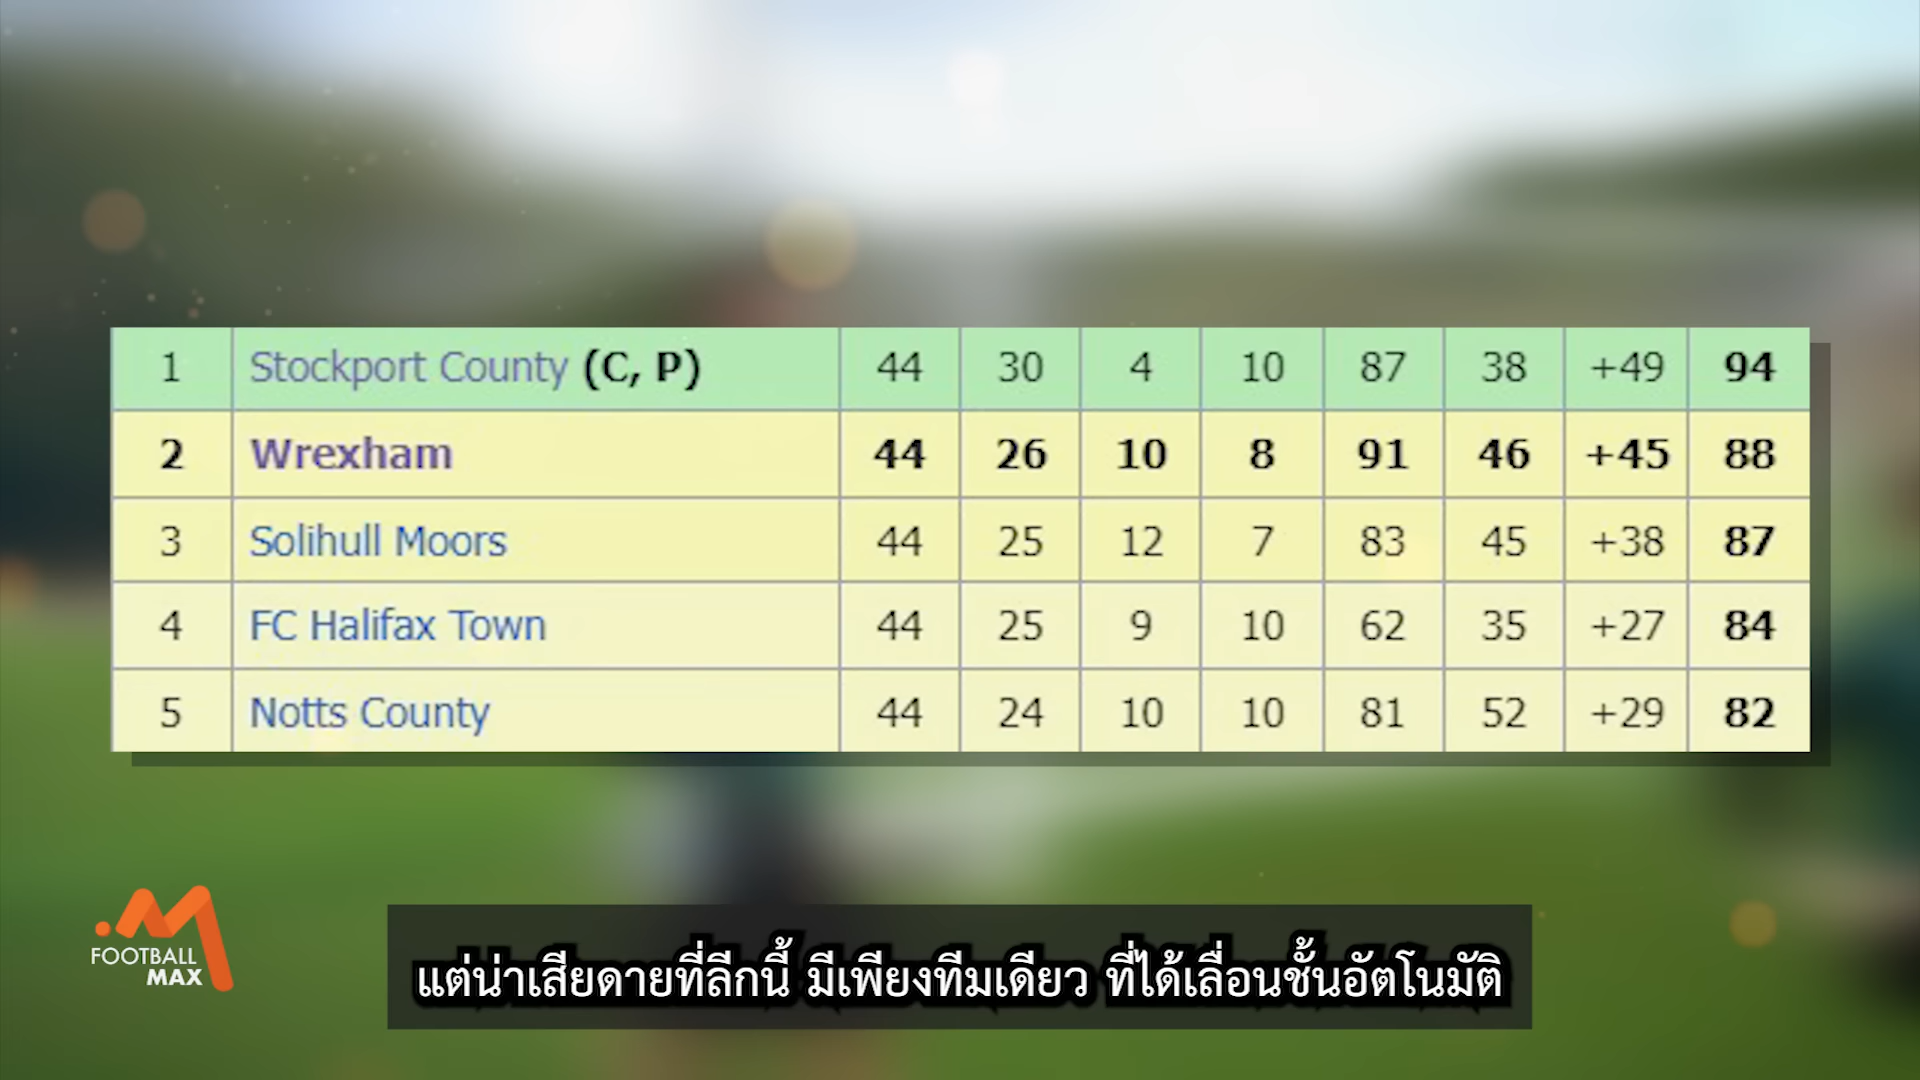 1 Stockport County (C, P) 44 30 4 10 87 38 +49 94
2 Wrexham 44 26 10 8 91 46 +45 88
3 Solihull Moors 44 25 12 7 83 45 +38 87
4 FC Halifax Town 44 25 9 10 62 35 +27 84
5 Notts County 44 24 10 10 81 52 +29 82
FOOTBALL
MAX
แต่น่าเสียดายที่ลีกนี้ มีเพียงทีมเดียว ที่ได้เลื่อนชั้นอัตโนมัติ